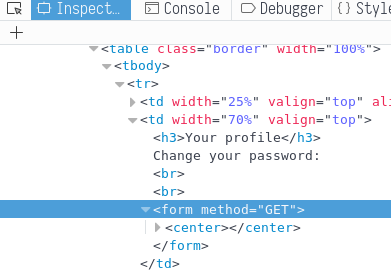 Inspect... Console Debugger {} Style
+
<table class="border" width="100%">
<tbody>
<tr>
<td width="25%" valign="top" ali
<td width="70%" valign="top">
<h3>Your profile</h3>
Change your password:
<br>
<br>
<form method="GET">
<center></center>
</form>
</td>